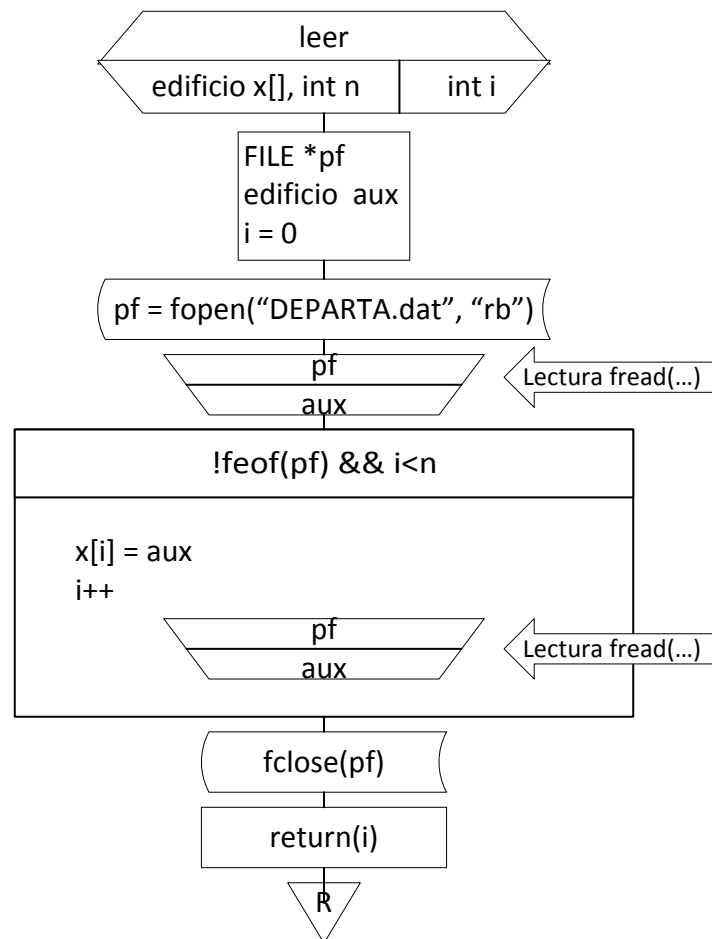 leer
edificio x[], int n
int i
FILE *pf
edificio  aux
i = 0
pf = fopen(“DEPARTA.dat”, “rb”)
pf
Lectura fread(...)
aux
!feof(pf) && i<n
x[i] = aux
i++
pf
Lectura fread(...)
aux
fclose(pf)
return(i)
R